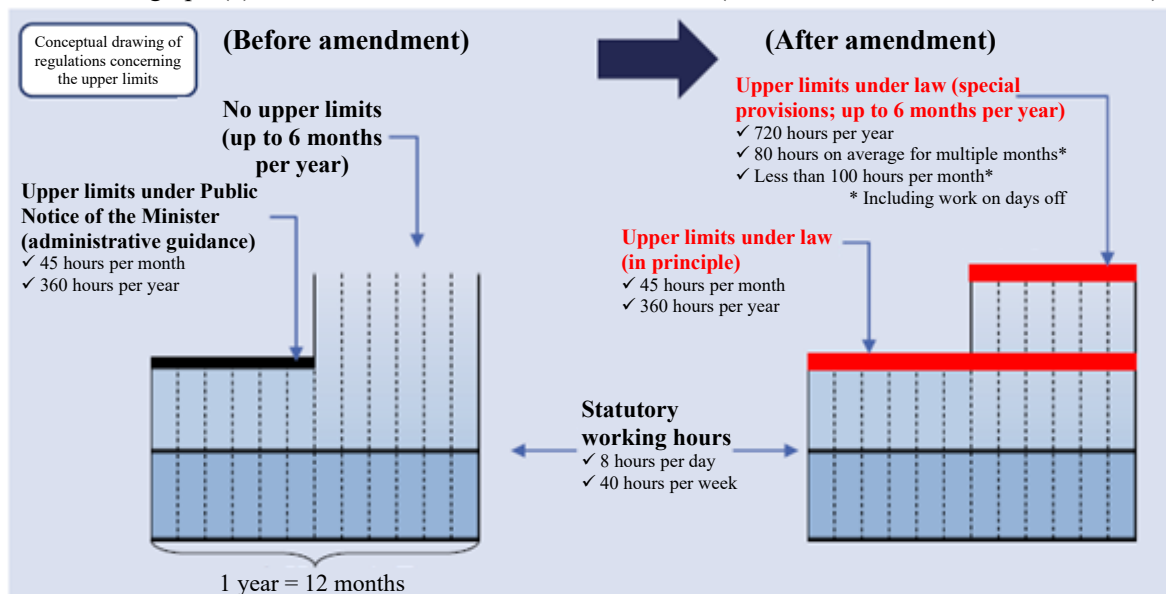 Conceptual drawing of
regulations concerning
the upper limits
(Before amendment)
(After amendment)
No upper limits
(up to 6 months
per year)
Upper limits under Public
Notice of the Minister
(administrative guidance)
✓ 45 hours per month
✓ 360 hours per year
Upper limits under law (special
provisions; up to 6 months per year)
✓ 720 hours per year
✓ 80 hours on average for multiple months*
✓ Less than 100 hours per month*
* Including work on days off
Upper limits under law
(in principle)
✓ 45 hours per month
✓ 360 hours per year
Statutory
working hours
✓ 8 hours per day
✓ 40 hours per week
1 year = 12 months